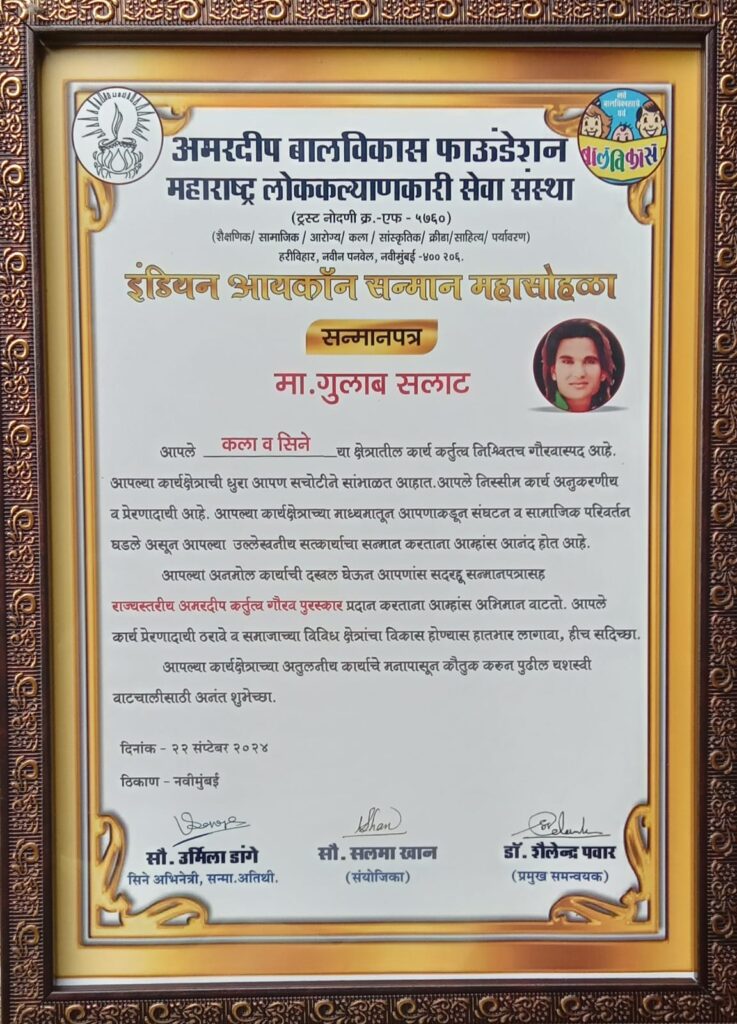 नवे
बालविकासाचे
पर्व
बालविकास
अमरदीप बालविकास फाऊंडेशन
महाराष्ट्र लोककल्याणकारी सेवा संस्था
(ट्रस्ट नोदणी क्र.-एफ - ५७६०)
(शैक्षणिक/ सामाजिक / आरोग्य/ कला / सांस्कृतिक/ क्रीडा/साहित्य/ पर्यावरण)
हरीविहार, नवीन पनवेल, नवीमुंबई -४०० २०६.
इंडियन आयकॉन सन्मान महासोहळा
सन्मानपत्र
मा.गुलाब सलाट
आपले कला व सिने या क्षेत्रातील कार्य कर्तुत्व निश्चितच गौरवास्पद आहे.
आपल्या कार्यक्षेत्राची धुरा आपण सचोटीने सांभाळत आहात.आपले निस्सीम कार्य अनुकरणीय
व प्रेरणादायी आहे. आपल्या कार्यक्षेत्राच्या माध्यमातून आपणाकडून संघटन व सामाजिक परिवर्तन
घडले असून आपल्या उल्लेखनीय सत्कार्याचा सन्मान करताना आम्हांस आनंद होत आहे.
आपल्या अनमोल कार्याची दखल घेऊन आपणांस सदरहू सन्मानपत्रासह
राज्यस्तरीय अमरदीप कर्तुत्व गौरव पुरस्कार प्रदान करताना आम्हांस अभिमान वाटतो. आपले
कार्य प्रेरणादायी ठरावे व समाजाच्या विविध क्षेत्रांचा विकास होण्यास हातभार लागावा, हीच सदिच्छा.
आपल्या कार्यक्षेत्राच्या अतुलनीय कार्याचे मनापासून कौतुक करुन पुढील यशस्वी
वाटचालीसाठी अनंत शुभेच्छा.
दिनांक - २२ संप्टेबर २०२४
ठिकाण - नवीमुंबई
सौ. उर्मिला डांगे
सिने अभिनेत्री, सन्मा.अतिथी.
सौ. सलमा खान
(संयोजिका)
डॉ. शैलेन्द्र पवार
(प्रमुख समन्वयक)